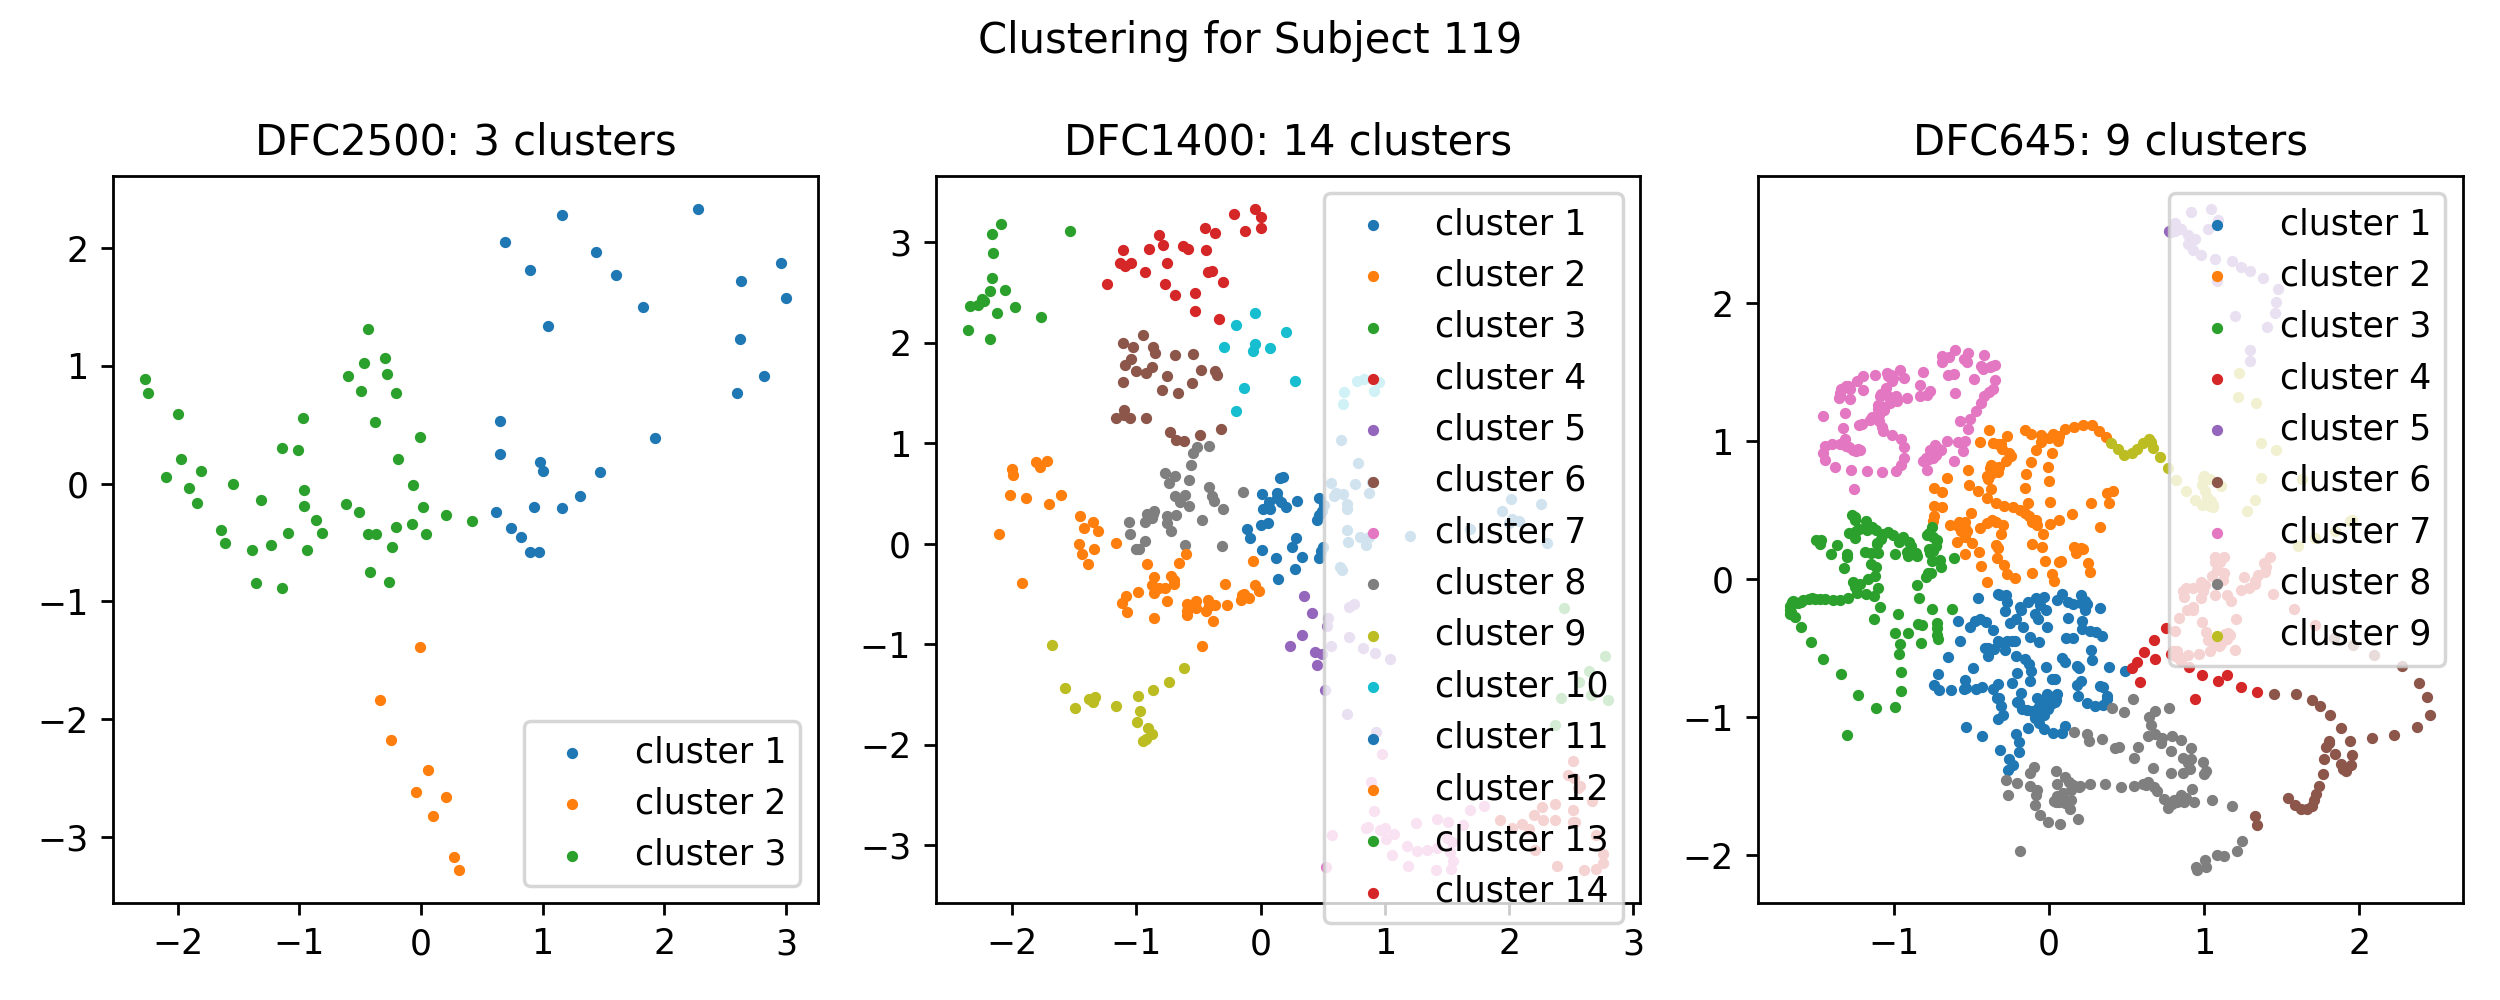 Clustering for Subject 119
DFC2500: 3 clusters
2
1
0
−1
−2
−3
−2
−1
0
1
2
3
cluster 1
cluster 2
cluster 3
DFC1400: 14 clusters
3
2
1
0
−1
−2
−3
−2
−1
0
1
2
3
cluster 1
cluster 2
cluster 3
cluster 4
cluster 5
cluster 6
cluster 7
cluster 8
cluster 9
cluster 10
cluster 11
cluster 12
cluster 13
cluster 14
DFC645: 9 clusters
2
1
0
−1
−2
−1
0
1
2
cluster 1
cluster 2
cluster 3
cluster 4
cluster 5
cluster 6
cluster 7
cluster 8
cluster 9